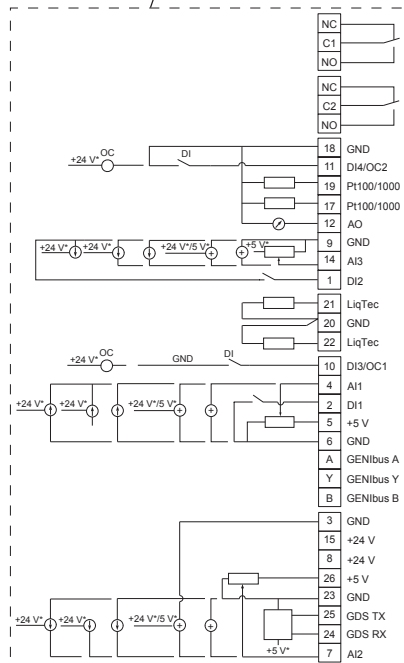 NC
C1
NO
NC
C2
NO
18 GND
+24 V* OC DI 11 DI4/OC2
19 Pt100/1000
17 Pt100/1000
12 AO
9 GND
+24 V* +24 V* +24 V*/5 V* +5 V* 14 AI3
1 DI2
21 LiqTec
20 GND
22 LiqTec
+24 V* OC GND DI 10 DI3/OC1
4 AI1
+24 V* +24 V* +24 V*/5 V* 2 DI1
5 +5 V
6 GND
A GENIbus A
Y GENIbus Y
B GENIbus B
3 GND
15 +24 V
8 +24 V
26 +5 V
23 GND
+24 V* +24 V* +24 V*/5 V* 25 GDS TX
24 GDS RX
+5 V* 7 AI2